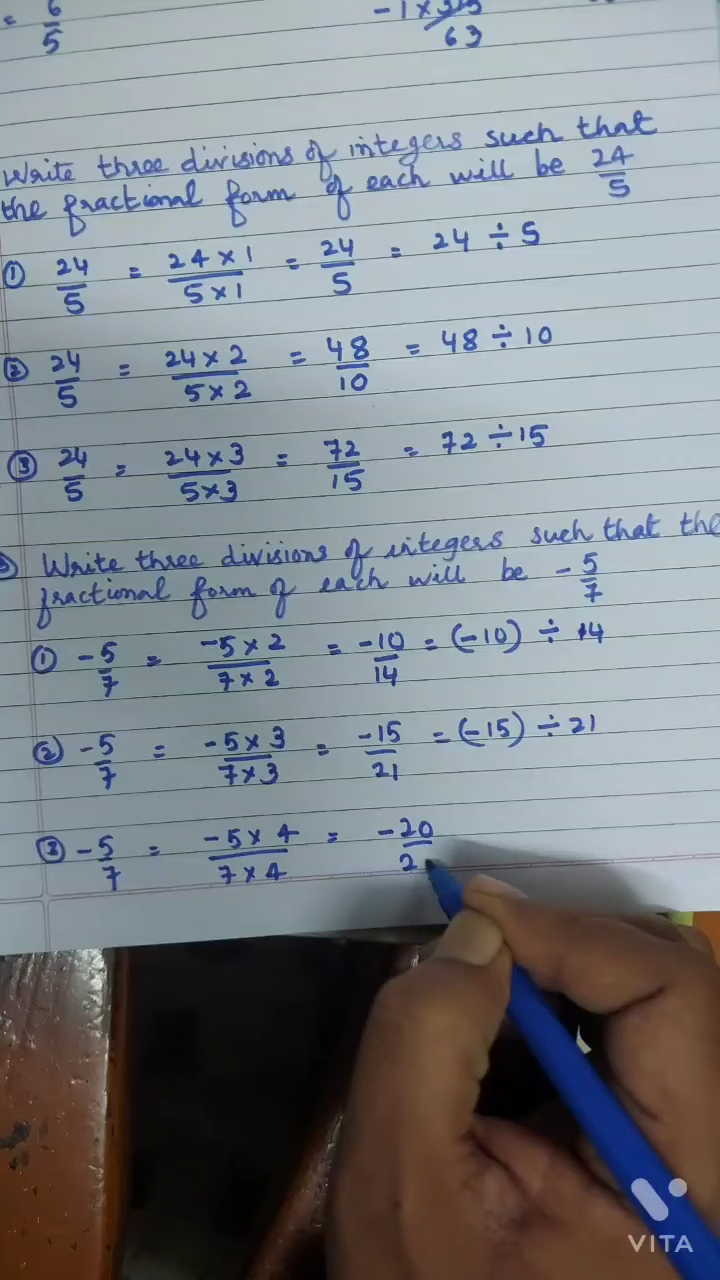 = 6/5
63
Write three divisions of integers such that
the fractional form of each will be 24/5
① 24/5 = 24 × 1 / 5 × 1 = 24/5 = 24 ÷ 5
② 24/5 = 24 × 2 / 5 × 2 = 48/10 = 48 ÷ 10
③ 24/5 = 24 × 3 / 5 × 3 = 72/15 = 72 ÷ 15
Write three divisions of integers such that the
fractional form of each will be -5/7
① -5/7 = -5 × 2 / 7 × 2 = -10/14 = (-10) ÷ 14
② -5/7 = -5 × 3 / 7 × 3 = -15/21 = (-15) ÷ 21
③ -5/7 = -5 × 4 / 7 × 4 = -20/2
VITA